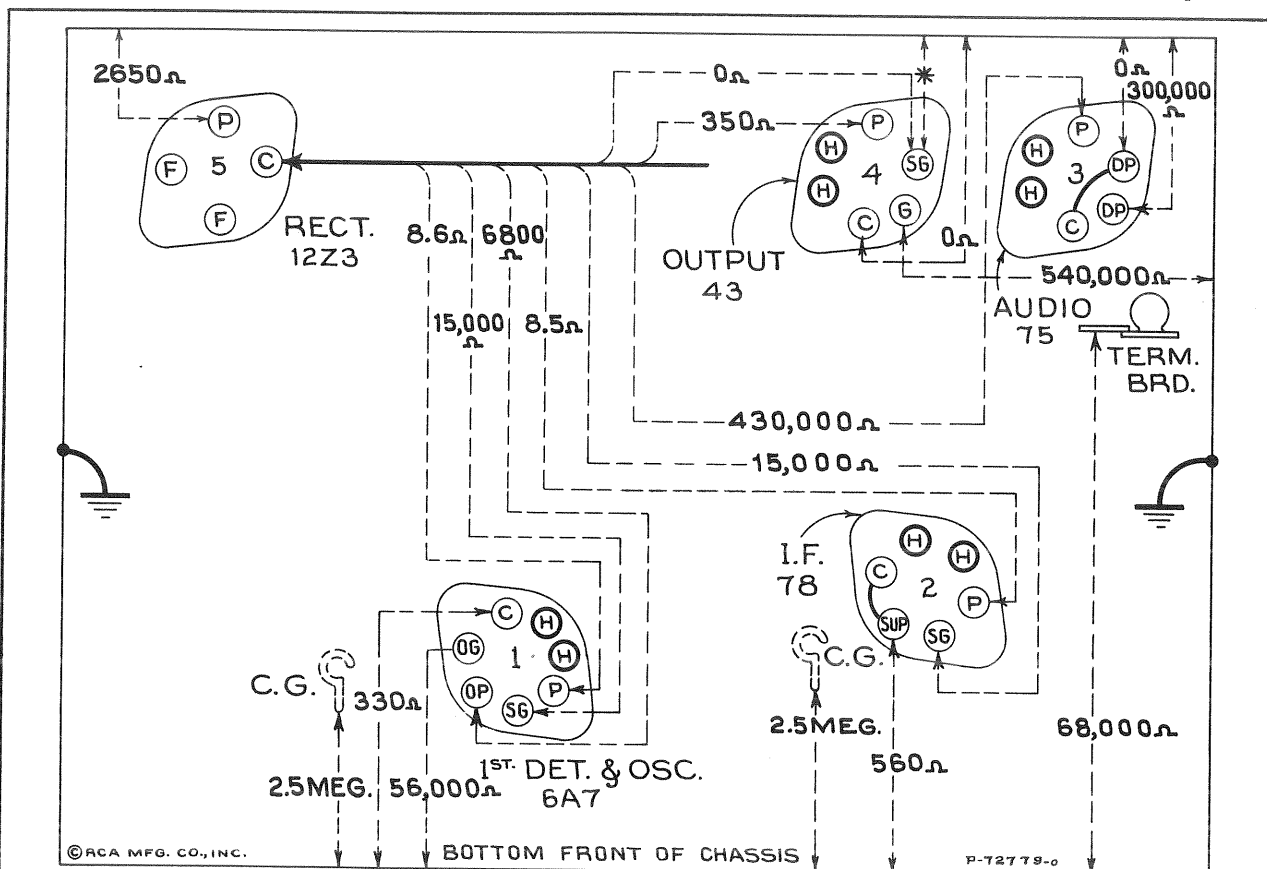 2650Ω
0Ω
*
0Ω
300,000
Ω
350Ω
P
F
5
C
F
RECT.
12Z3
P
H
H
4
SG
C
G
OUTPUT
43
P
H
H
3
DP
DP
C
0Ω
540,000Ω
AUDIO
75
TERM.
BRD.
8.6Ω
6800
Ω
15,000
Ω
8.5Ω
430,000Ω
15,000Ω
I.F.
78
H
H
C
2
P
SUP
SG
C.G.
C
H
OG
1
H
OP
SG
P
C.G.
330Ω
2.5MEG.
56,000Ω
1ST. DET. & OSC.
6A7
2.5MEG.
560Ω
68,000Ω
©RCA MFG. CO., INC.
BOTTOM FRONT OF CHASSIS
P-72779-0